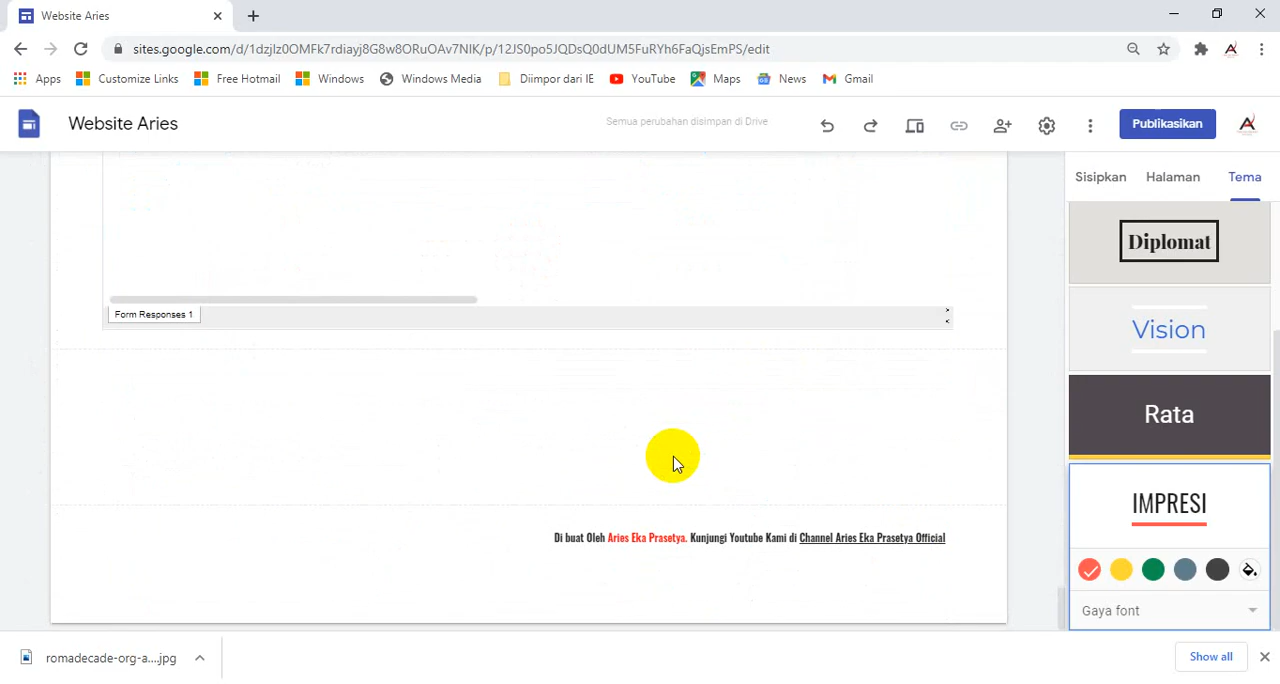 Website Aries
sites.google.com/d/1dzjlz0OMFk7rdiayj8G8w8ORuOAv7NIK/p/12JS0po5JQDsQ0dUM5FuRYh6FaQjsEmPS/edit
Apps Customize Links Free Hotmail Windows Windows Media Diimpor dari IE YouTube Maps News Gmail
Website Aries Semua perubahan disimpan di Drive Publikasikan
Sisipkan Halaman Tema
Diplomat
Form Responses 1
Vision
Rata
IMPRESI
Di buat Oleh Aries Eka Prasetya. Kunjungi Youtube Kami di Channel Aries Eka Prasetya Official
Gaya font
romadecade-org-a....jpg Show all